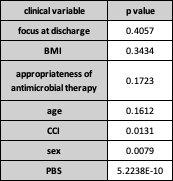 clinical variable p value
focus at discharge 0.4057
BMI 0.3434
appropriateness of
antimicrobial therapy 0.1723
age 0.1612
CCI 0.0131
sex 0.0079
PBS 5.2238E-10